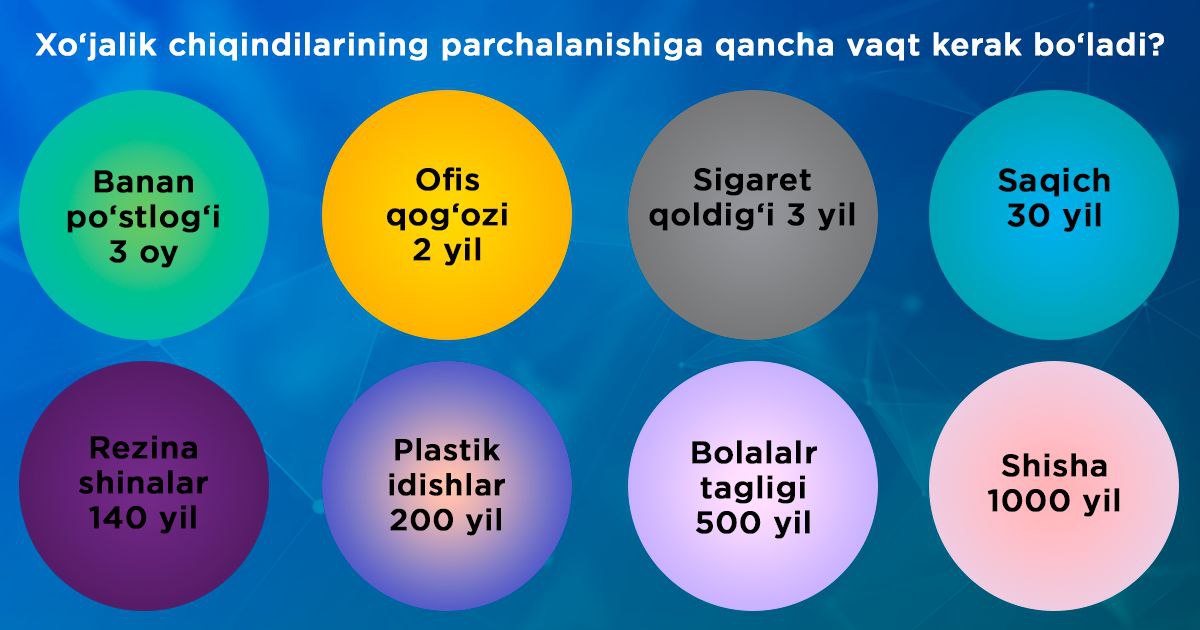 Xo‘jalik chiqindilarining parchalanishiga qancha vaqt kerak bo‘ladi?
Banan
po‘stlog‘i
3 oy
Ofis
qog‘ozi
2 yil
Sigaret
qoldig‘i 3 yil
Saqich
30 yil
Rezina
shinalar
140 yil
Plastik
idishlar
200 yil
Bolalalr
tagligi
500 yil
Shisha
1000 yil